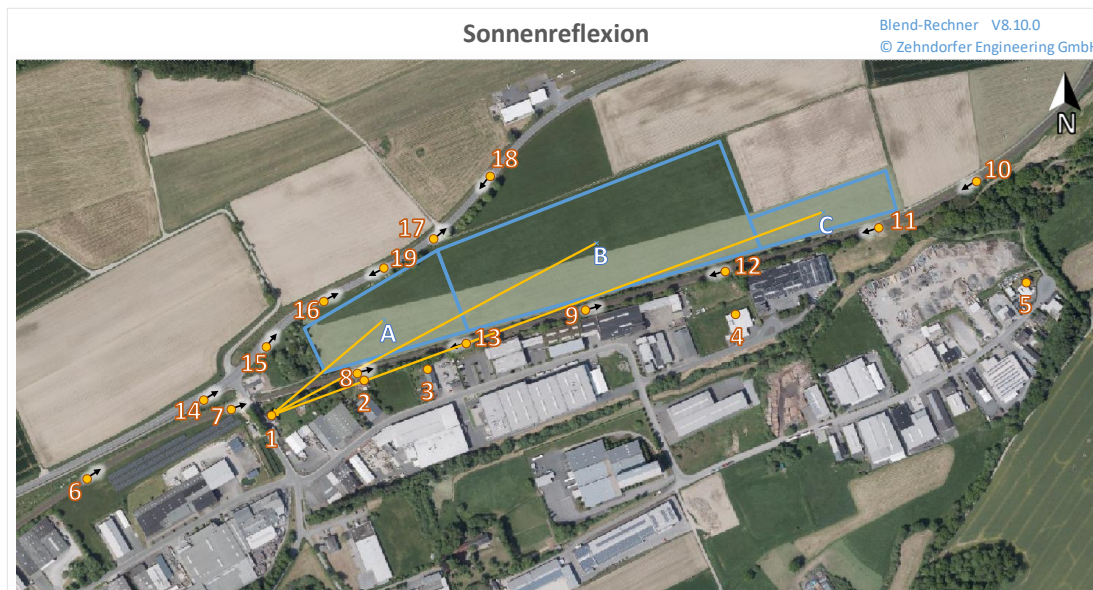 Sonnenreflexion
Blend-Rechner V8.10.0
© Zehndorfer Engineering GmbH
N
18
10
17
C
11
19
B
12
5
16
9
4
A
13
15
8
3
2
14
7
1
6